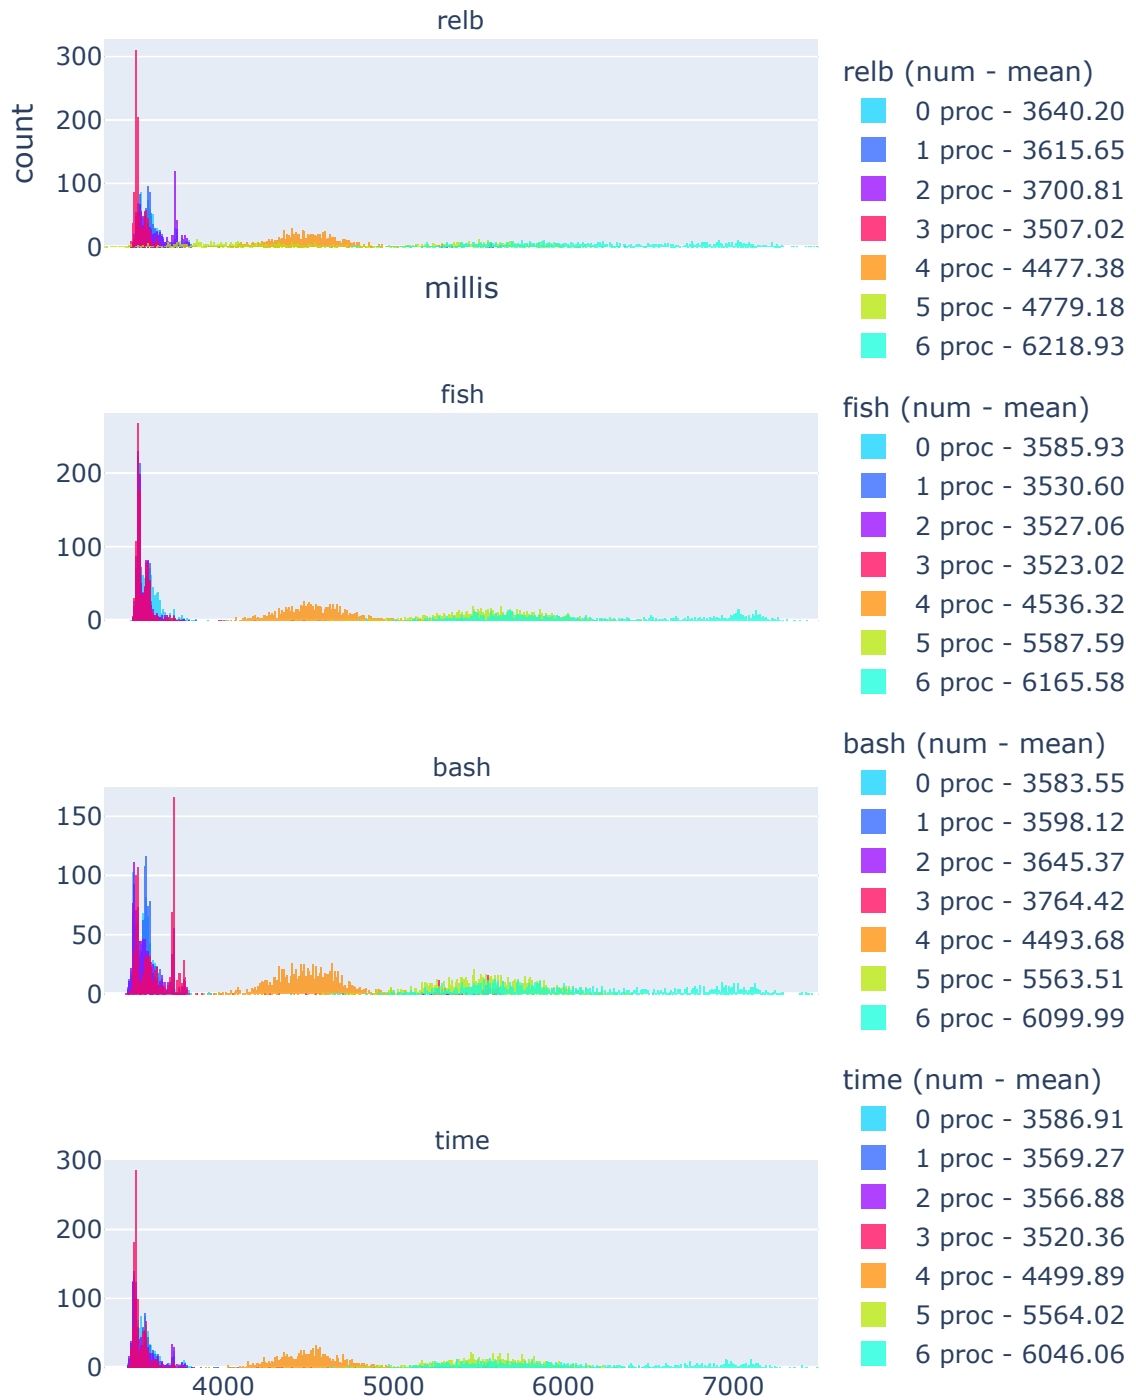 relb
300
200
100
0
count
millis
relb (num - mean)
0 proc - 3640.20
1 proc - 3615.65
2 proc - 3700.81
3 proc - 3507.02
4 proc - 4477.38
5 proc - 4779.18
6 proc - 6218.93
fish
200
100
0
fish (num - mean)
0 proc - 3585.93
1 proc - 3530.60
2 proc - 3527.06
3 proc - 3523.02
4 proc - 4536.32
5 proc - 5587.59
6 proc - 6165.58
bash
150
100
50
0
bash (num - mean)
0 proc - 3583.55
1 proc - 3598.12
2 proc - 3645.37
3 proc - 3764.42
4 proc - 4493.68
5 proc - 5563.51
6 proc - 6099.99
time
300
200
100
0
4000 5000 6000 7000
time (num - mean)
0 proc - 3586.91
1 proc - 3569.27
2 proc - 3566.88
3 proc - 3520.36
4 proc - 4499.89
5 proc - 5564.02
6 proc - 6046.06